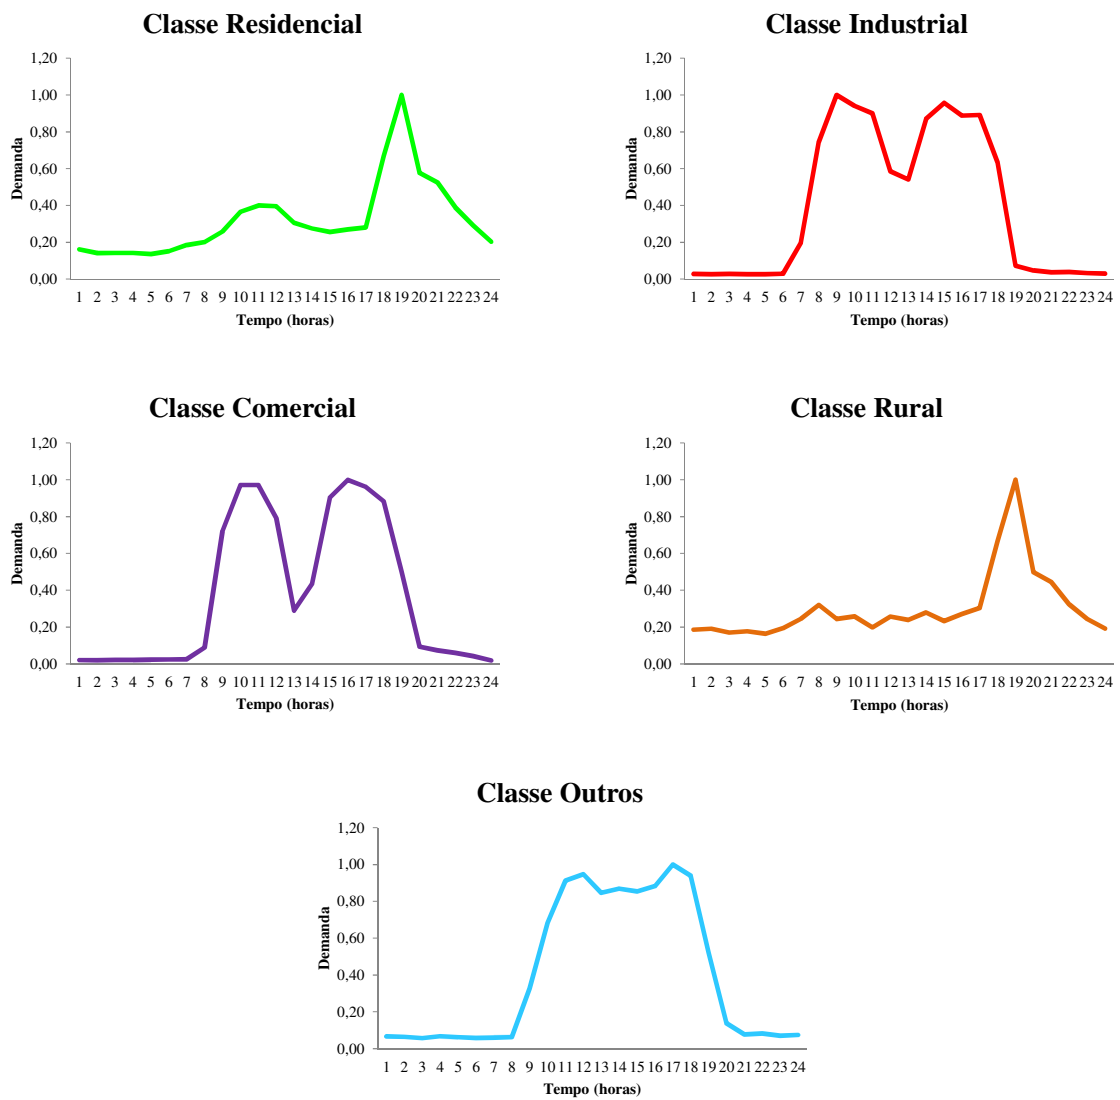 Classe Residencial
1,20
1,00
0,80
0,60
0,40
0,20
0,00
Demanda
1 2 3 4 5 6 7 8 9 10 11 12 13 14 15 16 17 18 19 20 21 22 23 24
Tempo (horas)
Classe Industrial
1,20
1,00
0,80
0,60
0,40
0,20
0,00
Demanda
1 2 3 4 5 6 7 8 9 10 11 12 13 14 15 16 17 18 19 20 21 22 23 24
Tempo (horas)
Classe Comercial
1,20
1,00
0,80
0,60
0,40
0,20
0,00
Demanda
1 2 3 4 5 6 7 8 9 10 11 12 13 14 15 16 17 18 19 20 21 22 23 24
Tempo (horas)
Classe Rural
1,20
1,00
0,80
0,60
0,40
0,20
0,00
Demanda
1 2 3 4 5 6 7 8 9 10 11 12 13 14 15 16 17 18 19 20 21 22 23 24
Tempo (horas)
Classe Outros
1,20
1,00
0,80
0,60
0,40
0,20
0,00
Demanda
1 2 3 4 5 6 7 8 9 10 11 12 13 14 15 16 17 18 19 20 21 22 23 24
Tempo (horas)